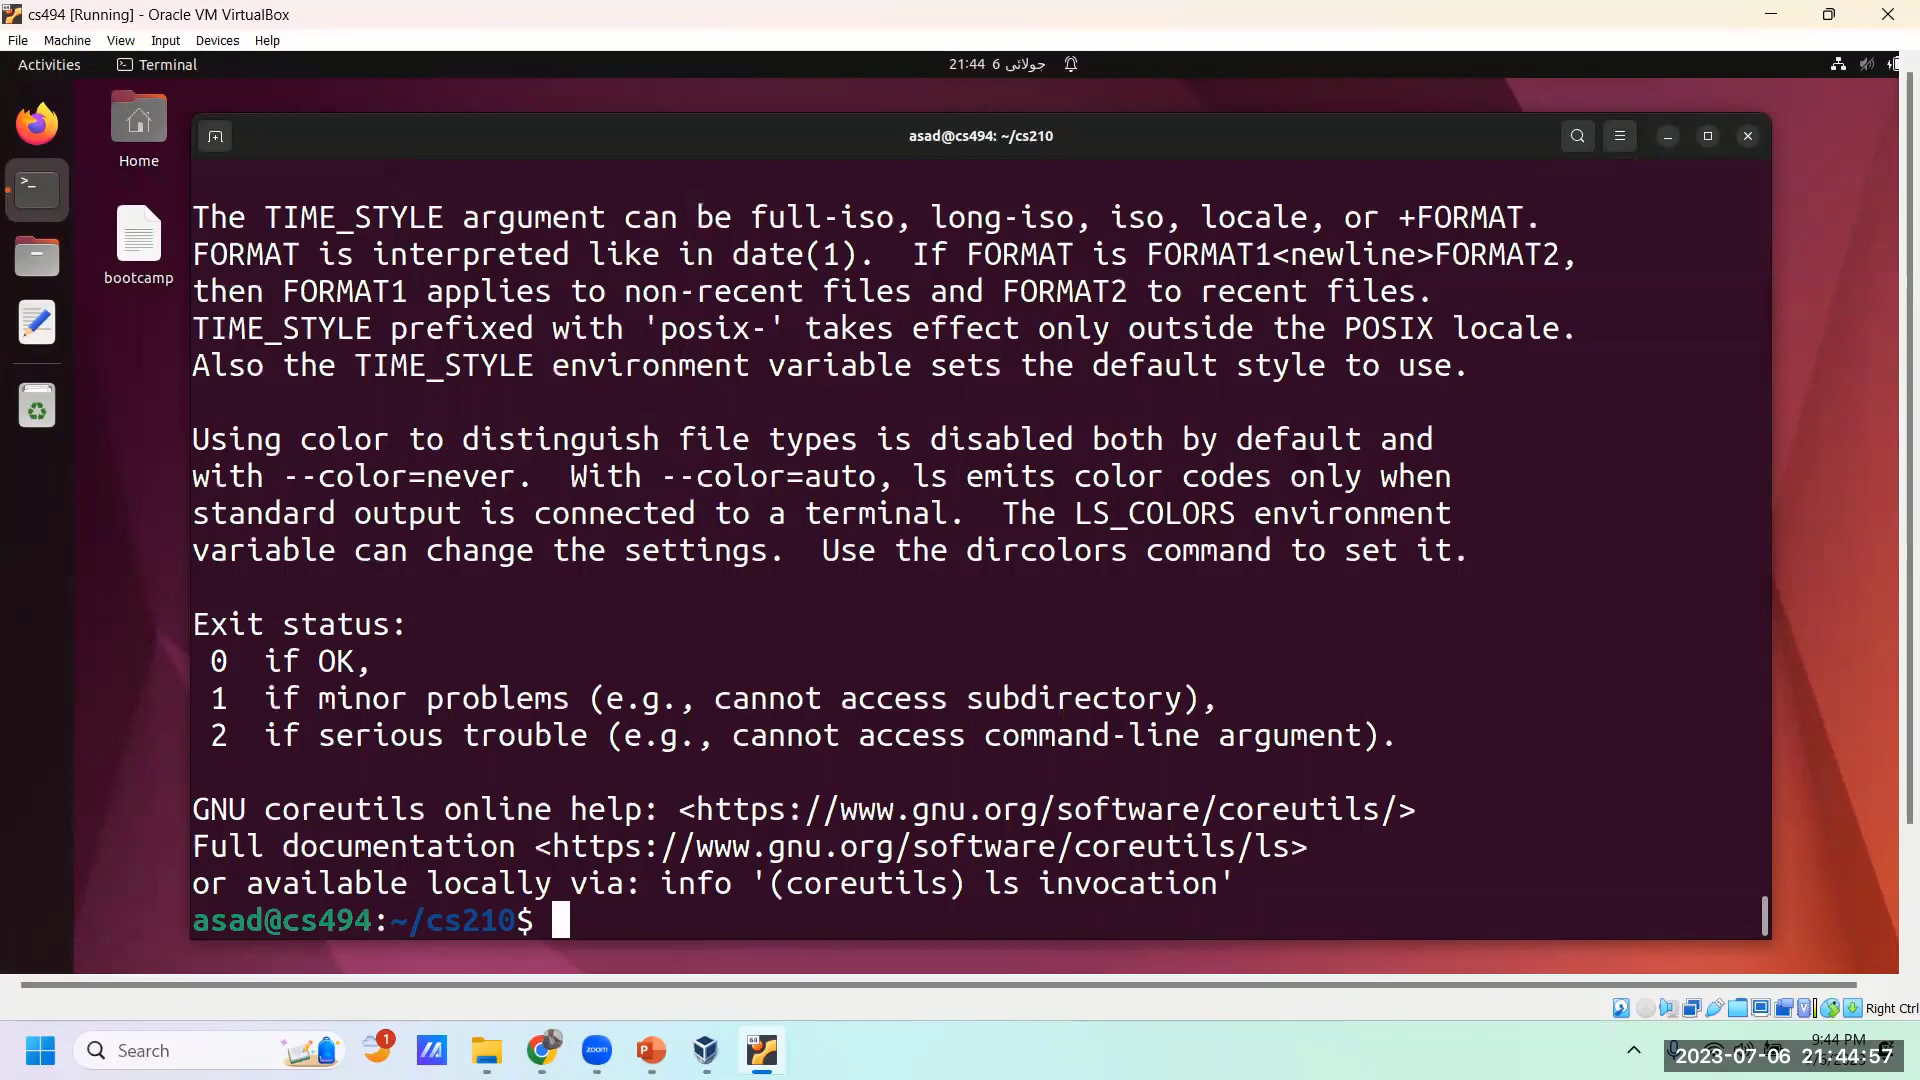 cs494 [Running] - Oracle VM VirtualBox
File Machine View Input Devices Help
Activities Terminal 21:44 6 جولائی
asad@cs494: ~/cs210
Home
bootcamp
The TIME_STYLE argument can be full-iso, long-iso, iso, locale, or +FORMAT.
FORMAT is interpreted like in date(1).  If FORMAT is FORMAT1<newline>FORMAT2,
then FORMAT1 applies to non-recent files and FORMAT2 to recent files.
TIME_STYLE prefixed with 'posix-' takes effect only outside the POSIX locale.
Also the TIME_STYLE environment variable sets the default style to use.
Using color to distinguish file types is disabled both by default and
with --color=never.  With --color=auto, ls emits color codes only when
standard output is connected to a terminal.  The LS_COLORS environment
variable can change the settings.  Use the dircolors command to set it.
Exit status:
0  if OK,
1  if minor problems (e.g., cannot access subdirectory),
2  if serious trouble (e.g., cannot access command-line argument).
GNU coreutils online help: <https://www.gnu.org/software/coreutils/>
Full documentation <https://www.gnu.org/software/coreutils/ls>
or available locally via: info '(coreutils) ls invocation'
asad@cs494:~/cs210$
Right Ctrl
Search
1
zoom
64
9:44 PM
2023-07-06 21:44:57